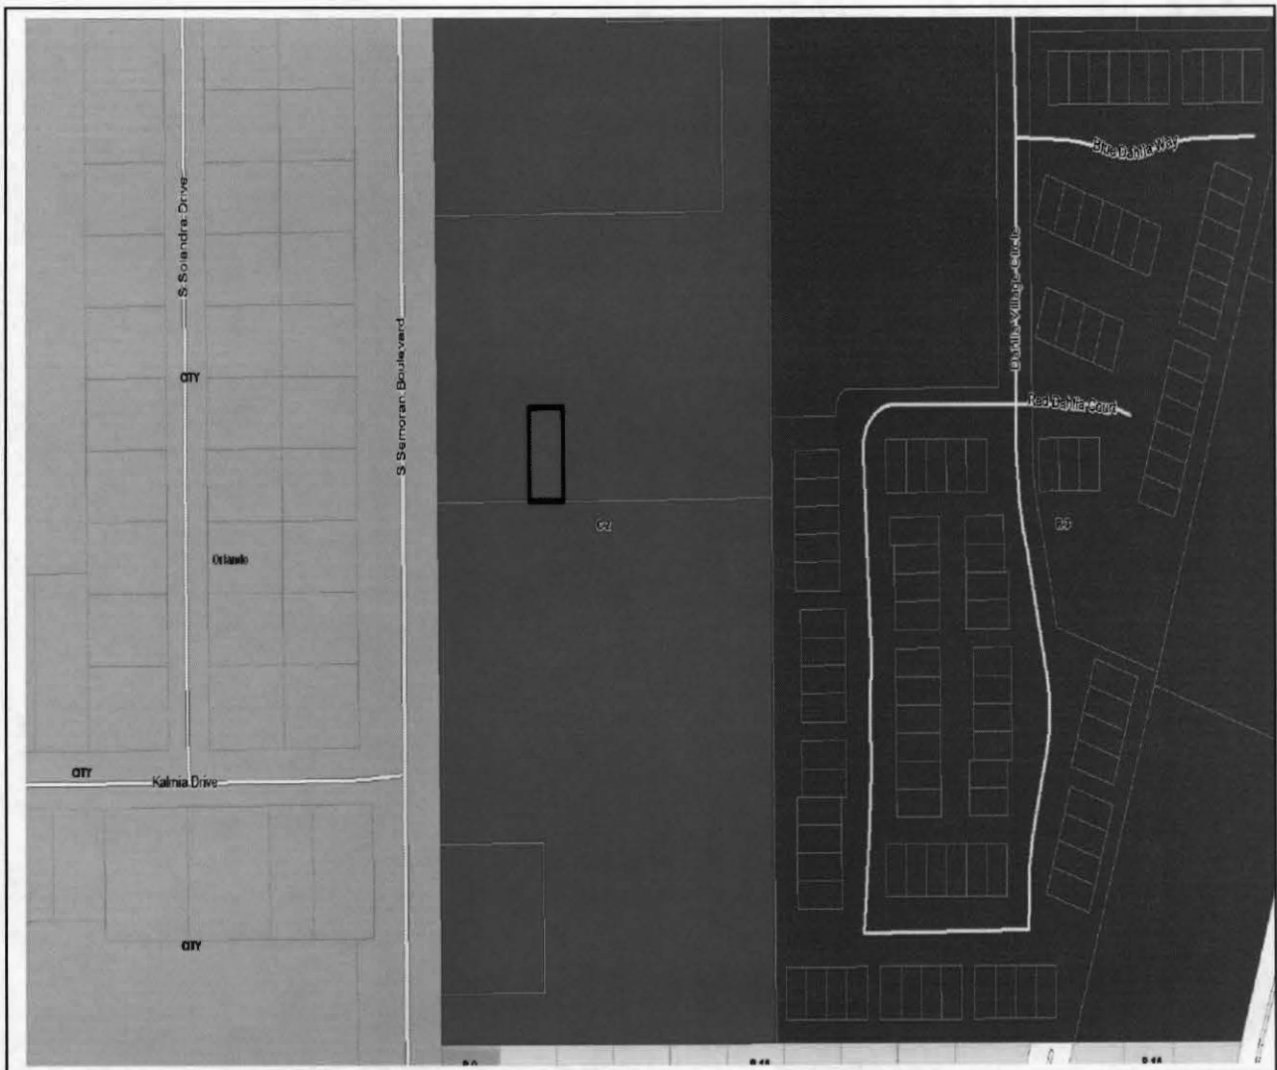 Blue Dahlia Way
S Solandra Drive
Dahlia Village Circle
S Semoran Boulevard
CITY
Red Dahlia Court
C-2
R-3
Orlando
CITY
Kalmia Drive
CITY